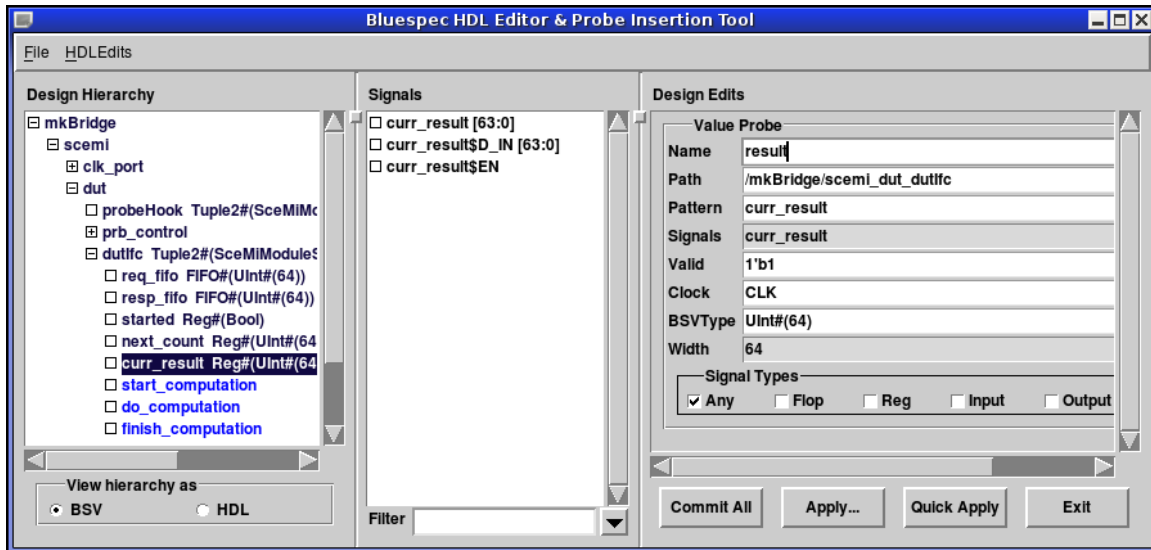 Bluespec HDL Editor & Probe Insertion Tool
File HDLEdits
Design Hierarchy
mkBridge
scemi
clk_port
dut
probeHook Tuple2#(SceMiMo
prb_control
dutIfc Tuple2#(SceMiModuleS
req_fifo FIFO#(UInt#(64))
resp_fifo FIFO#(UInt#(64))
started Reg#(Bool)
next_count Reg#(UInt#(64
curr_result Reg#(UInt#(64
start_computation
do_computation
finish_computation
View hierarchy as
BSV HDL
Signals
curr_result [63:0]
curr_result$D_IN [63:0]
curr_result$EN
Filter
Design Edits
Value Probe
Name result
Path /mkBridge/scemi_dut_dutIfc
Pattern curr_result
Signals curr_result
Valid 1'b1
Clock CLK
BSVType UInt#(64)
Width 64
Signal Types
Any Flop Reg Input Output
Commit All Apply... Quick Apply Exit